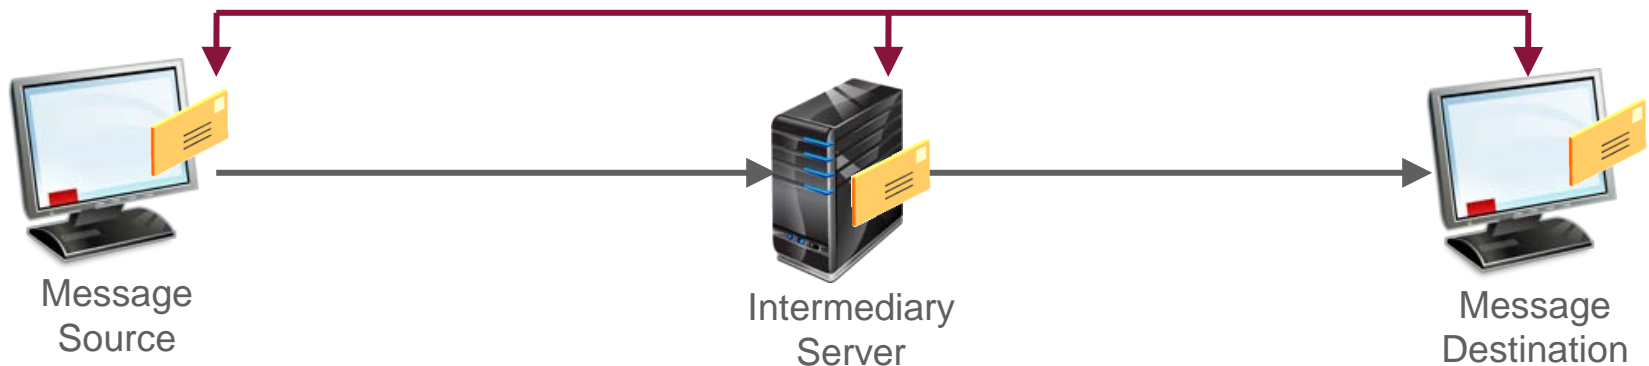 Message
Source
Intermediary
Server
Message
Destination